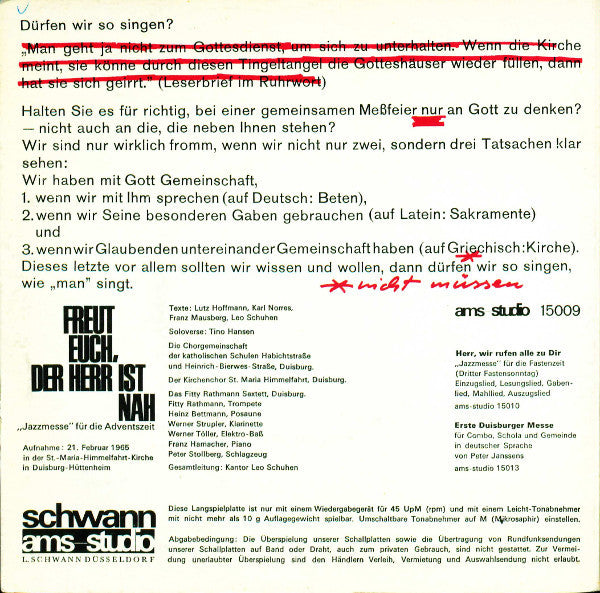 Dürfen wir so singen?
„Man geht ja nicht zum Gottesdienst, um sich zu unterhalten. Wenn die Kirche
meint, sie könne durch diesen Tingeltangel die Gotteshäuser wieder füllen, dann
hat sie sich geirrt.“ (Leserbrief im Ruhrwort)
Halten Sie es für richtig, bei einer gemeinsamen Meßfeier nur an Gott zu denken?
— nicht auch an die, die neben Ihnen stehen?
Wir sind nur wirklich fromm, wenn wir nicht nur zwei, sondern drei Tatsachen klar
sehen:
Wir haben mit Gott Gemeinschaft,
1. wenn wir mit Ihm sprechen (auf Deutsch: Beten),
2. wenn wir Seine besonderen Gaben gebrauchen (auf Latein: Sakramente)
und
3. wenn wir Glaubenden untereinander Gemeinschaft haben (auf Griechisch: Kirche).
Dieses letzte vor allem sollten wir wissen und wollen, dann dürfen wir so singen,
wie „man“ singt.
* nicht müssen
FREUT
EUCH,
DER HERR IST
NAH
„Jazzmesse“ für die Adventszeit
Aufnahme: 21. Februar 1965
in der St.-Maria-Himmelfahrt-Kirche
in Duisburg-Hüttenheim
Texte: Lutz Hoffmann, Karl Norres,
Franz Mausberg, Leo Schuhen
Soloverse: Tino Hansen
Die Chorgemeinschaft
der katholischen Schulen Habichtstraße
und Heinrich-Bierwes-Straße, Duisburg.
Der Kirchenchor St. Maria Himmelfahrt, Duisburg.
Das Fitty Rathmann Sextett, Duisburg.
Fitty Rathmann, Trompete
Heinz Bettmann, Posaune
Werner Strupler, Klarinette
Werner Töller, Elektro-Baß
Franz Hamacher, Piano
Peter Stollberg, Schlagzeug
Gesamtleitung: Kantor Leo Schuhen
ams studio 15009
Herr, wir rufen alle zu Dir
„Jazzmesse“ für die Fastenzeit
(Dritter Fastensonntag)
Einzugslied, Lesungslied, Gaben-
lied, Mahllied, Auszugslied
ams-studio 15010
Erste Duisburger Messe
für Combo, Schola und Gemeinde
in deutscher Sprache
von Peter Janssens
ams-studio 15013
schwann
ams-studio
L.SCHWANN DÜSSELDORF
Diese Langspielplatte ist nur mit einem Wiedergabegerät für 45 UpM (rpm) und mit einem Leicht-Tonabnehmer
mit nicht mehr als 10 g Auflagegewicht spielbar. Umschaltbare Tonabnehmer auf M (Mikrosaphir) einstellen.
Abgabebedingung: Die Überspielung unserer Schallplatten sowie die Übertragung von Rundfunksendungen
unserer Schallplatten auf Band oder Draht, auch zum privaten Gebrauch, sind nicht gestattet. Zur Vermei-
dung unerlaubter Überspielung sind den Händlern Verleih, Vermietung und Auswahlsendung nicht erlaubt.